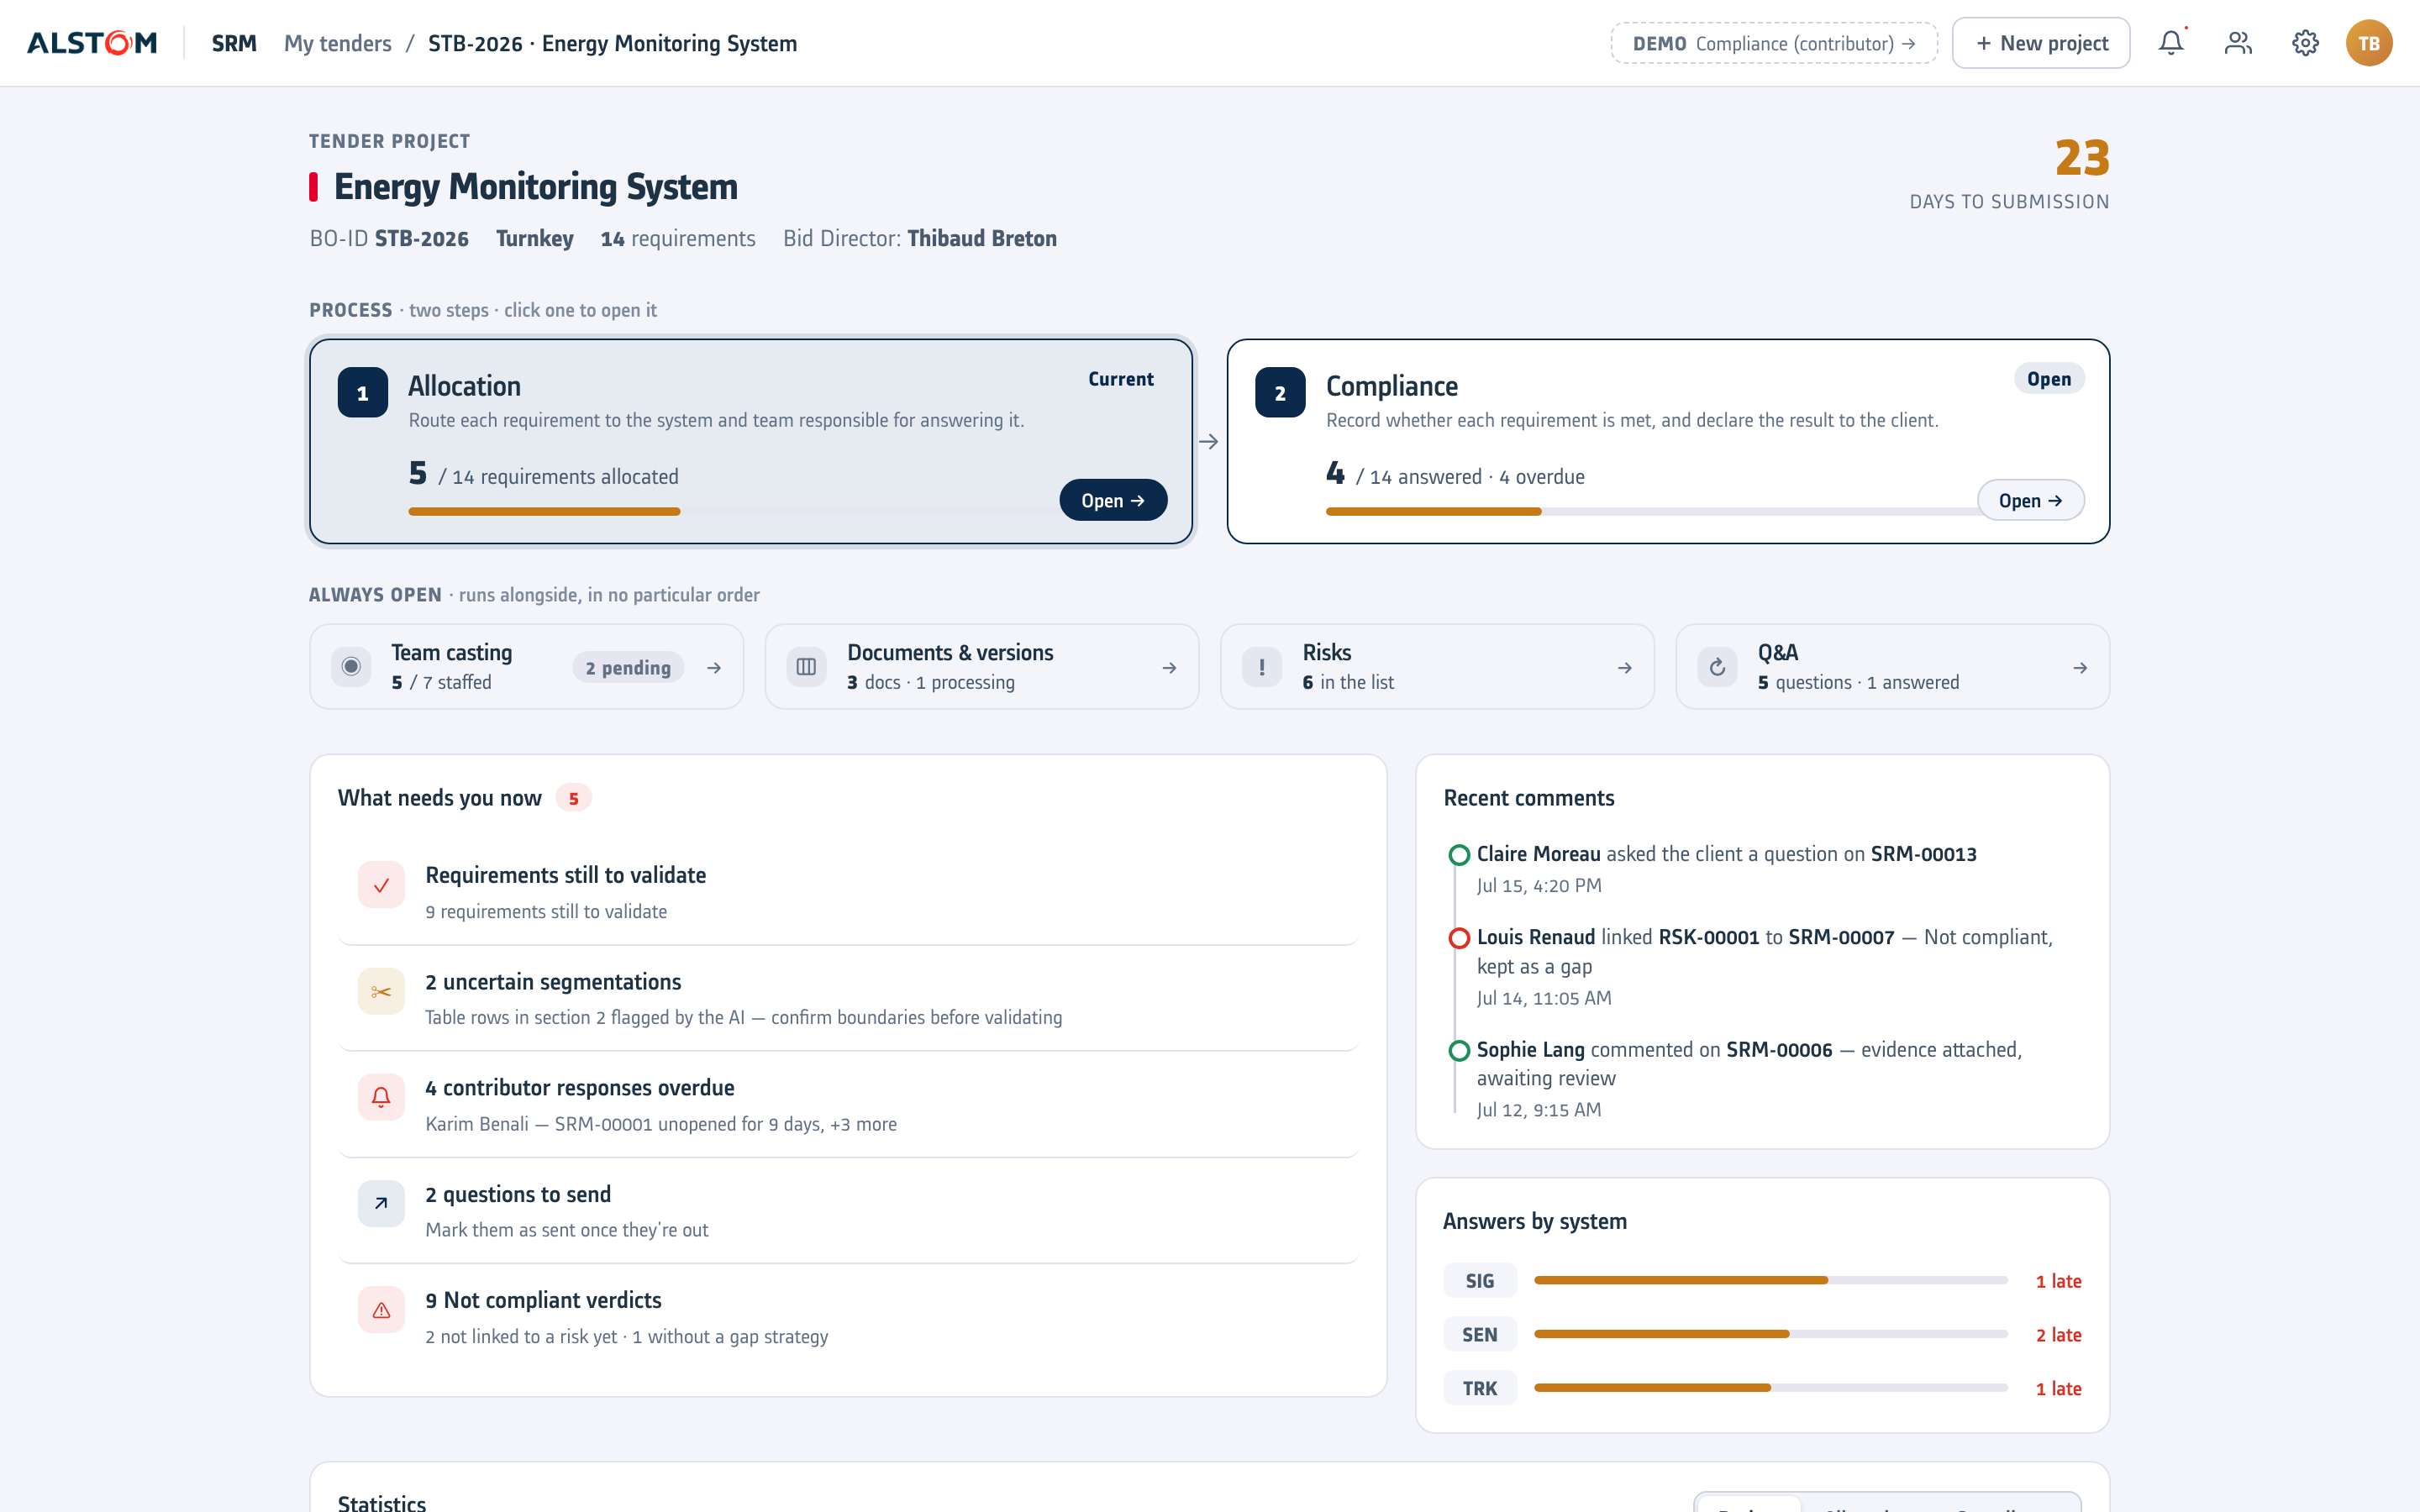 ALSTOM
SRM
My tenders / STB-2026 · Energy Monitoring System
DEMO Compliance (contributor) →
+ New project
TB
TENDER PROJECT
Energy Monitoring System
BO-ID STB-2026 Turnkey 14 requirements Bid Director: Thibaud Breton
23
DAYS TO SUBMISSION
PROCESS · two steps · click one to open it
1
Allocation
Current
Route each requirement to the system and team responsible for answering it.
5 / 14 requirements allocated
Open →
→
2
Compliance
Open
Record whether each requirement is met, and declare the result to the client.
4 / 14 answered · 4 overdue
Open →
ALWAYS OPEN · runs alongside, in no particular order
Team casting
5 / 7 staffed
2 pending
→
Documents & versions
3 docs · 1 processing
→
!
Risks
6 in the list
→
Q&A
5 questions · 1 answered
→
What needs you now 5
Requirements still to validate
9 requirements still to validate
2 uncertain segmentations
Table rows in section 2 flagged by the AI — confirm boundaries before validating
4 contributor responses overdue
Karim Benali — SRM-00001 unopened for 9 days, +3 more
2 questions to send
Mark them as sent once they're out
9 Not compliant verdicts
2 not linked to a risk yet · 1 without a gap strategy
Recent comments
Claire Moreau asked the client a question on SRM-00013
Jul 15, 4:20 PM
Louis Renaud linked RSK-00001 to SRM-00007 — Not compliant,
kept as a gap
Jul 14, 11:05 AM
Sophie Lang commented on SRM-00006 — evidence attached,
awaiting review
Jul 12, 9:15 AM
Answers by system
SIG
1 late
SEN
2 late
TRK
1 late
Statistics